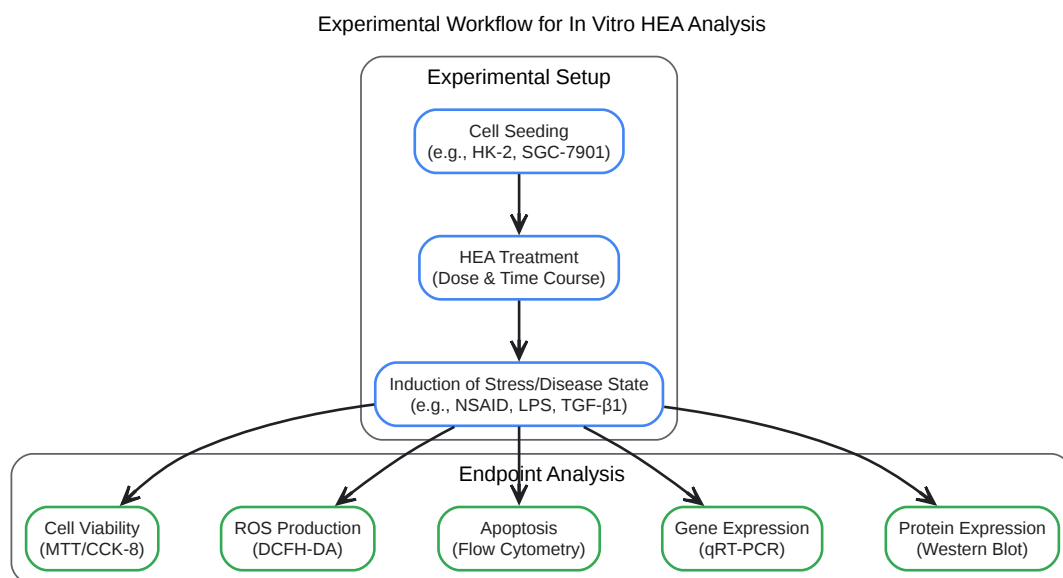 Experimental Workflow for In Vitro HEA Analysis
Experimental Setup
Cell Seeding
(e.g., HK-2, SGC-7901)
HEA Treatment
(Dose & Time Course)
Induction of Stress/Disease State
(e.g., NSAID, LPS, TGF-β1)
Endpoint Analysis
Cell Viability
(MTT/CCK-8)
ROS Production
(DCFH-DA)
Apoptosis
(Flow Cytometry)
Gene Expression
(qRT-PCR)
Protein Expression
(Western Blot)